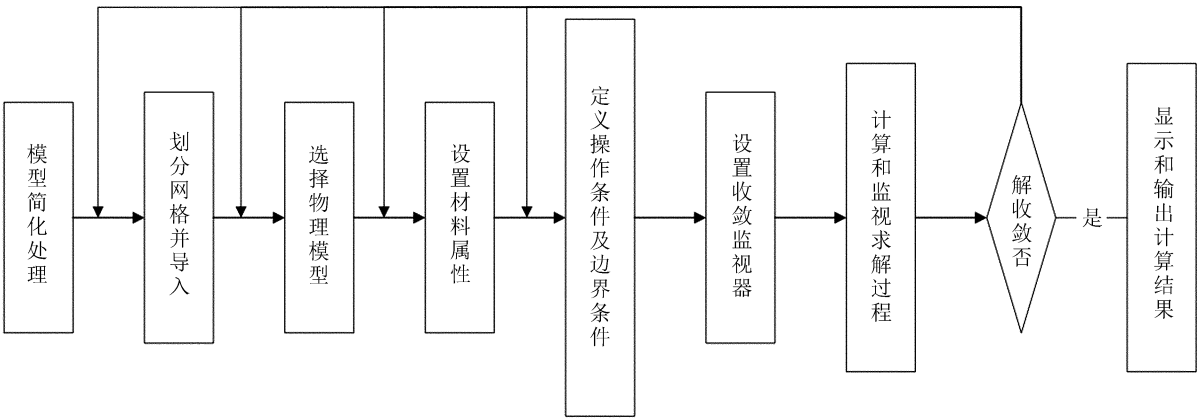 模型简化处理
划分网格并导入
选择物理模型
设置材料属性
定义操作条件及边界条件
设置收敛监视器
计算和监视求解过程
解收敛否
是
显示和输出计算结果